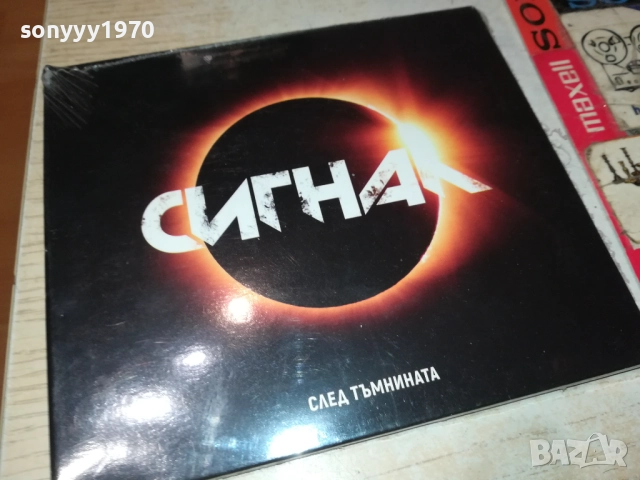 sonyyy1970
SO
maxell
СИГНАЛ
СЛЕД ТЪМНИНАТА
BAZAR